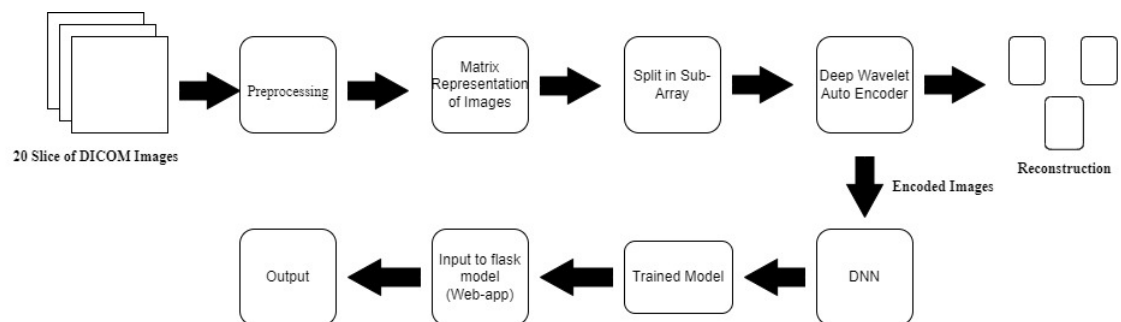 Preprocessing
Matrix
Representation
of Images
Split in Sub-
Array
Deep Wavelet
Auto Encoder
20 Slice of DICOM Images
Reconstruction
Encoded Images
Output
Input to flask
model
(Web-app)
Trained Model
DNN